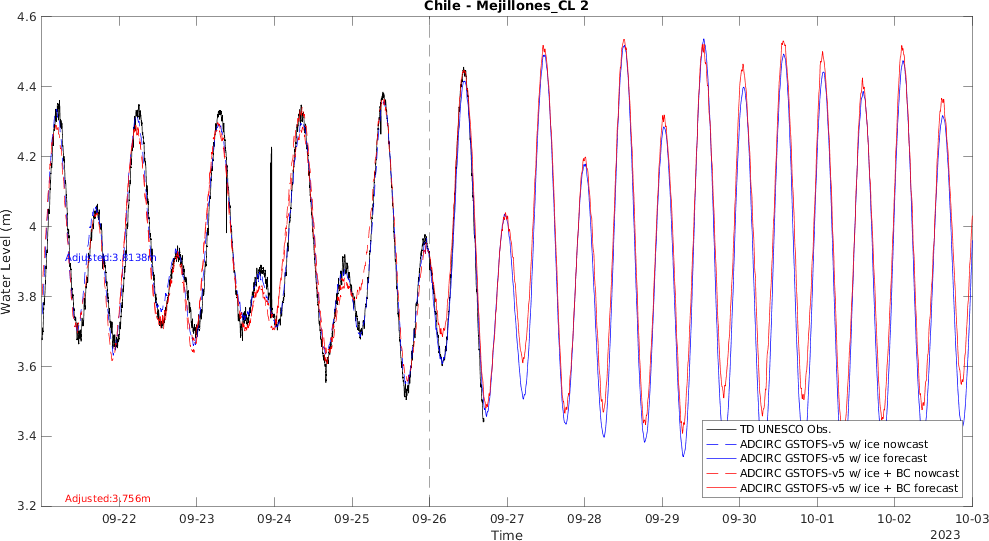 Chile - Mejillones_CL 2
4.6
4.4
4.2
4
3.8
3.6
3.4
3.2
Water Level (m)
Adjusted:3.8138m
Adjusted:3.756m
TD UNESCO Obs.
ADCIRC GSTOFS-v5 w/ ice nowcast
ADCIRC GSTOFS-v5 w/ ice forecast
ADCIRC GSTOFS-v5 w/ ice + BC nowcast
ADCIRC GSTOFS-v5 w/ ice + BC forecast
09-22 09-23 09-24 09-25 09-26 09-27 09-28 09-29 09-30 10-01 10-02 10-03
Time
2023